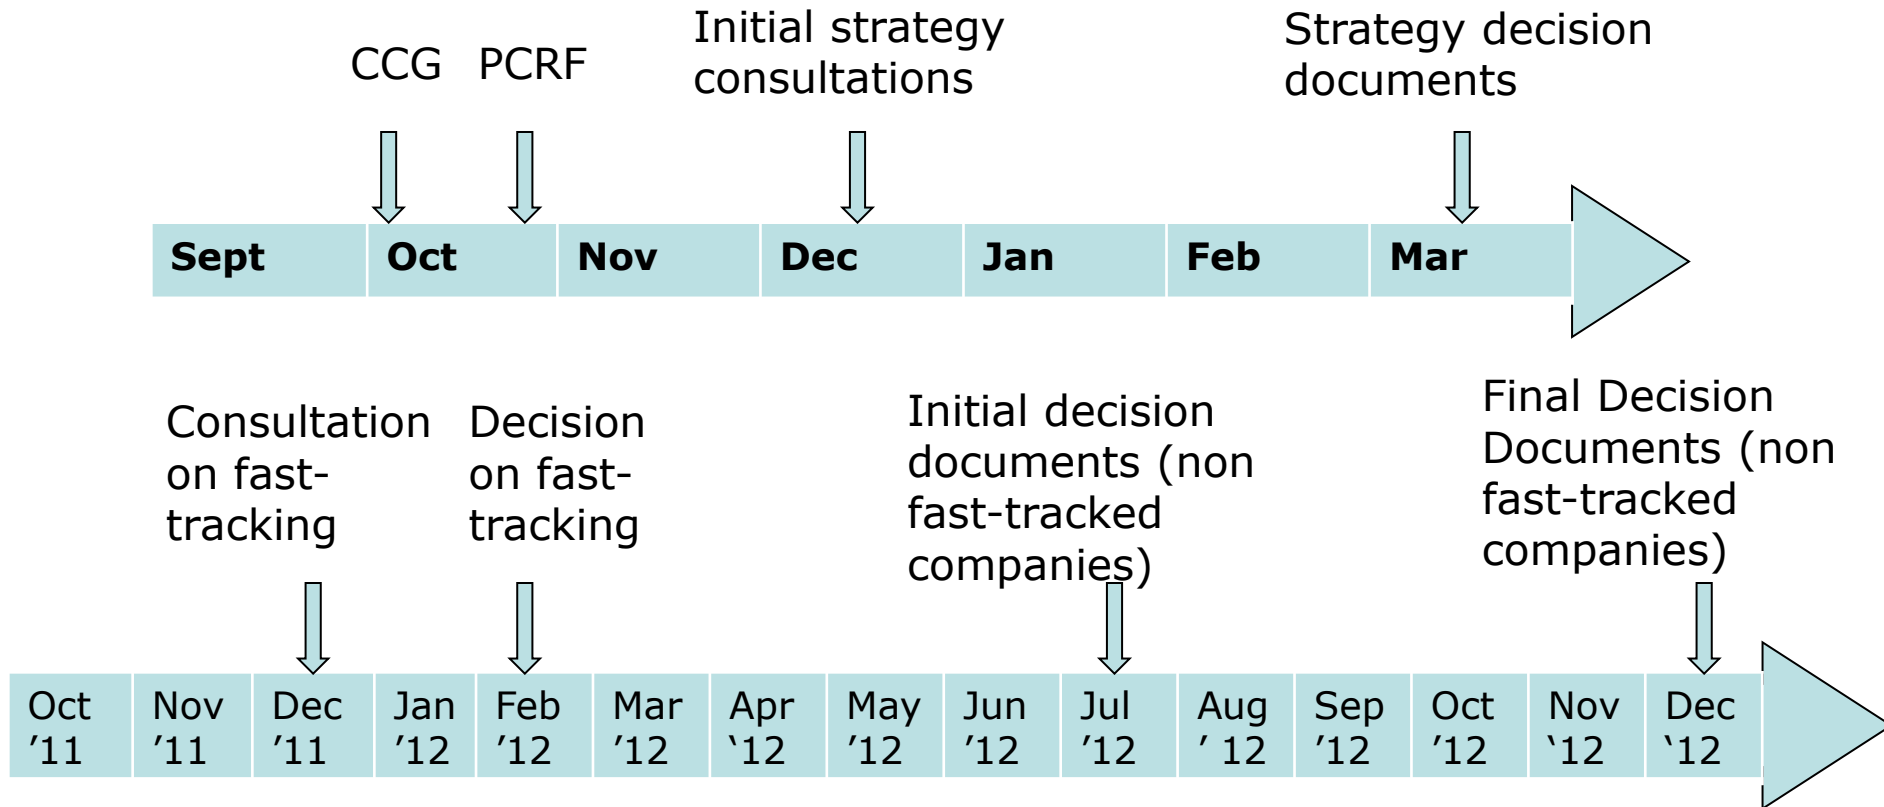 CCG
PCRF
Initial strategy
consultations
Strategy decision
documents
Sept
Oct
Nov
Dec
Jan
Feb
Mar
Consultation
on fast-
tracking
Decision
on fast-
tracking
Initial decision
documents (non
fast-tracked
companies)
Final Decision
Documents (non
fast-tracked
companies)
Oct
’11
Nov
’11
Dec
’11
Jan
’12
Feb
’12
Mar
’12
Apr
‘12
May
’12
Jun
’12
Jul
’12
Aug
’ 12
Sep
’12
Oct
’12
Nov
‘12
Dec
‘12